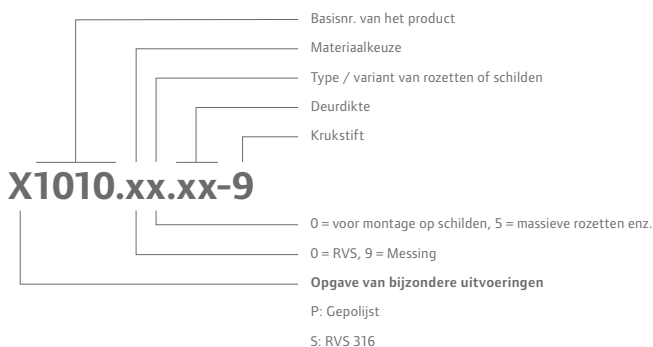 Basisnr. van het product
Materiaalkeuze
Type / variant van rozetten of schilden
Deurdikte
Krukstift
X1010.xx.xx-9
0 = voor montage op schilden, 5 = massieve rozetten enz.
0 = RVS, 9 = Messing
Opgave van bijzondere uitvoeringen
P: Gepolijst
S: RVS 316